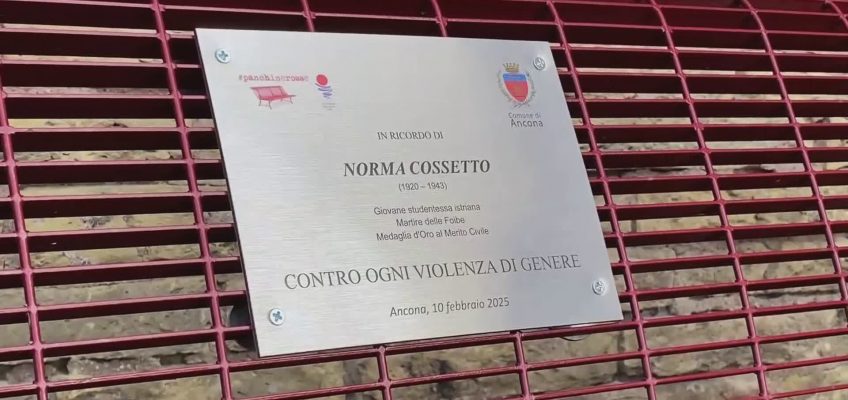 #panchinerosse
Comune di
Ancona
IN RICORDO DI
NORMA COSSETTO
(1920 – 1943)
Giovane studentessa istriana
Martire delle Foibe
Medaglia d'Oro al Merito Civile
CONTRO OGNI VIOLENZA DI GENERE
Ancona, 10 febbraio 2025